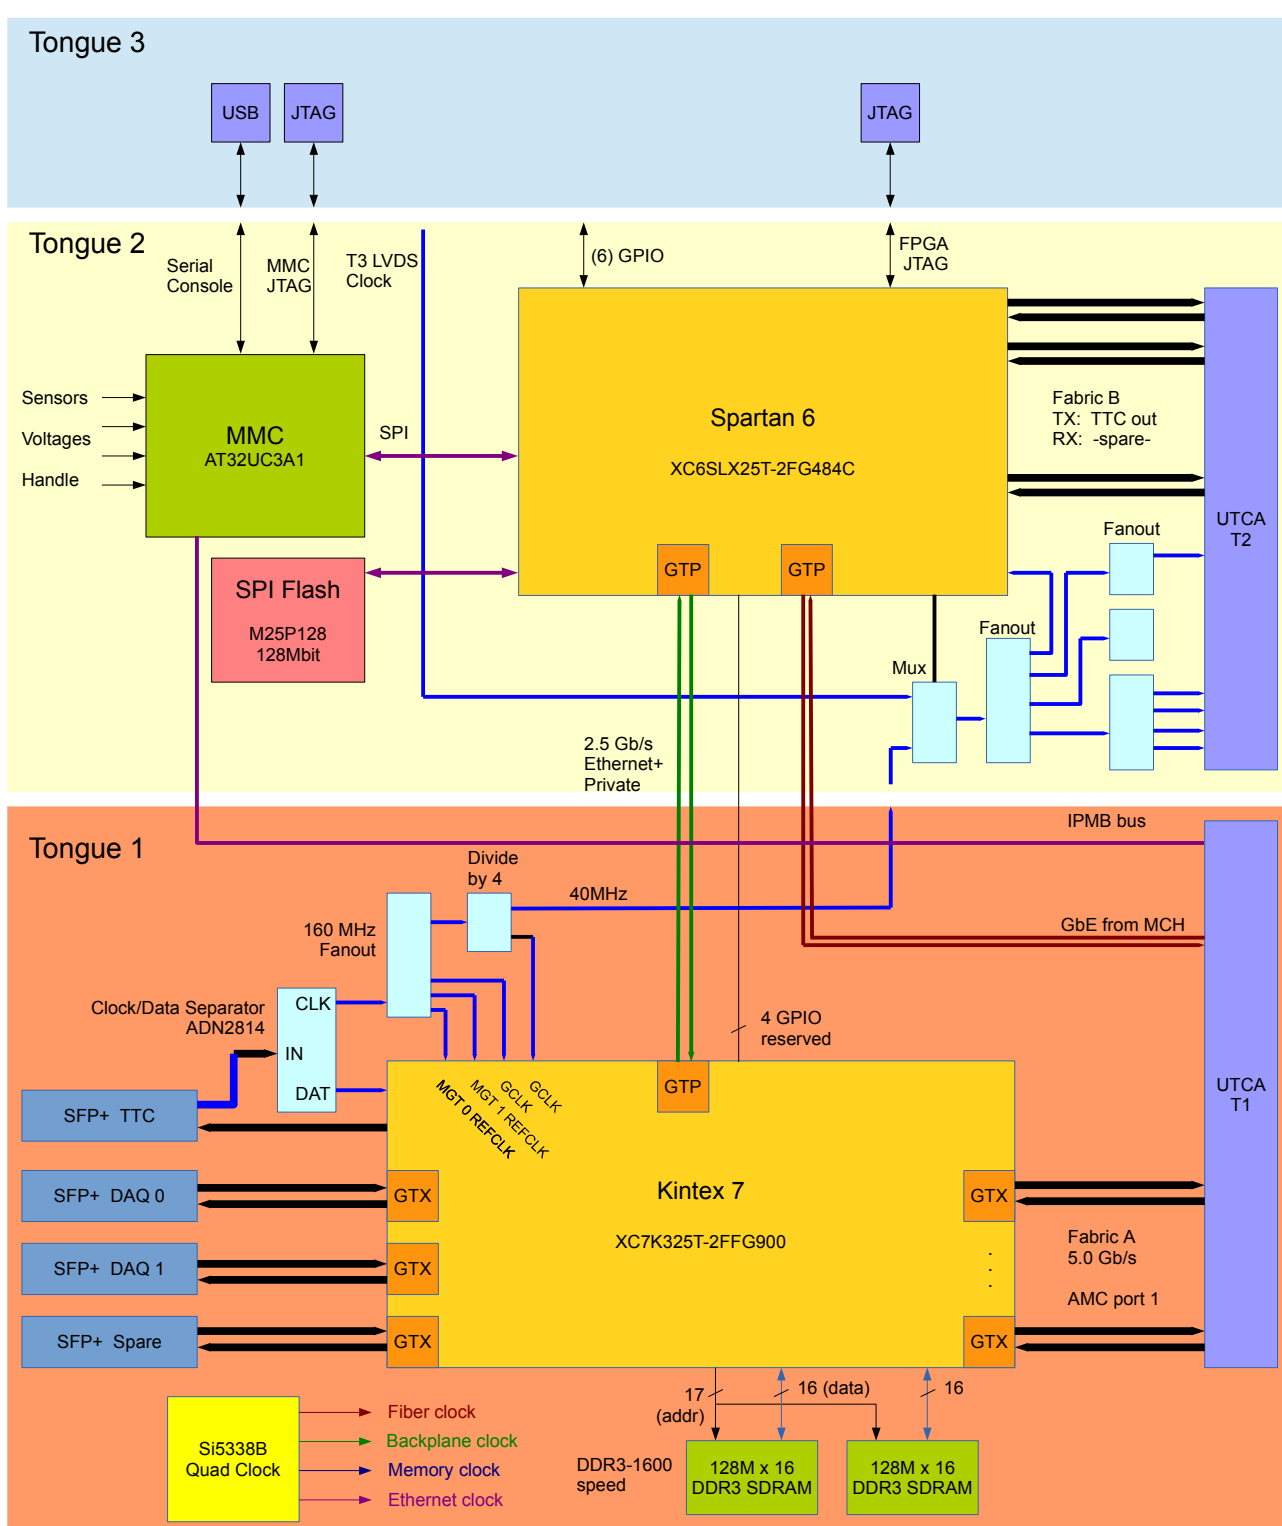 Tongue 3
USB
JTAG
JTAG
Tongue 2
Serial
Console
MMC
JTAG
T3 LVDS
Clock
(6) GPIO
FPGA
JTAG
Sensors
Voltages
Handle
MMC
AT32UC3A1
SPI
Spartan 6
XC6SLX25T-2FG484C
Fabric B
TX: TTC out
RX: -spare-
UTCA
T2
SPI Flash
M25P128
128Mbit
GTP
GTP
Fanout
Fanout
Mux
2.5 Gb/s
Ethernet+
Private
Tongue 1
IPMB bus
Divide
by 4
40MHz
160 MHz
Fanout
GbE from MCH
Clock/Data Separator
ADN2814
CLK
IN
DAT
4 GPIO
reserved
MGT 0 REFCLK
MGT 1 REFCLK
GCLK
GCLK
GTP
UTCA
T1
SFP+ TTC
SFP+ DAQ 0
GTX
Kintex 7
XC7K325T-2FFG900
GTX
SFP+ DAQ 1
GTX
Fabric A
5.0 Gb/s
.
.
.
AMC port 1
SFP+ Spare
GTX
GTX
17
(addr)
16 (data)
16
Si5338B
Quad Clock
Fiber clock
Backplane clock
Memory clock
Ethernet clock
DDR3-1600
speed
128M x 16
DDR3 SDRAM
128M x 16
DDR3 SDRAM